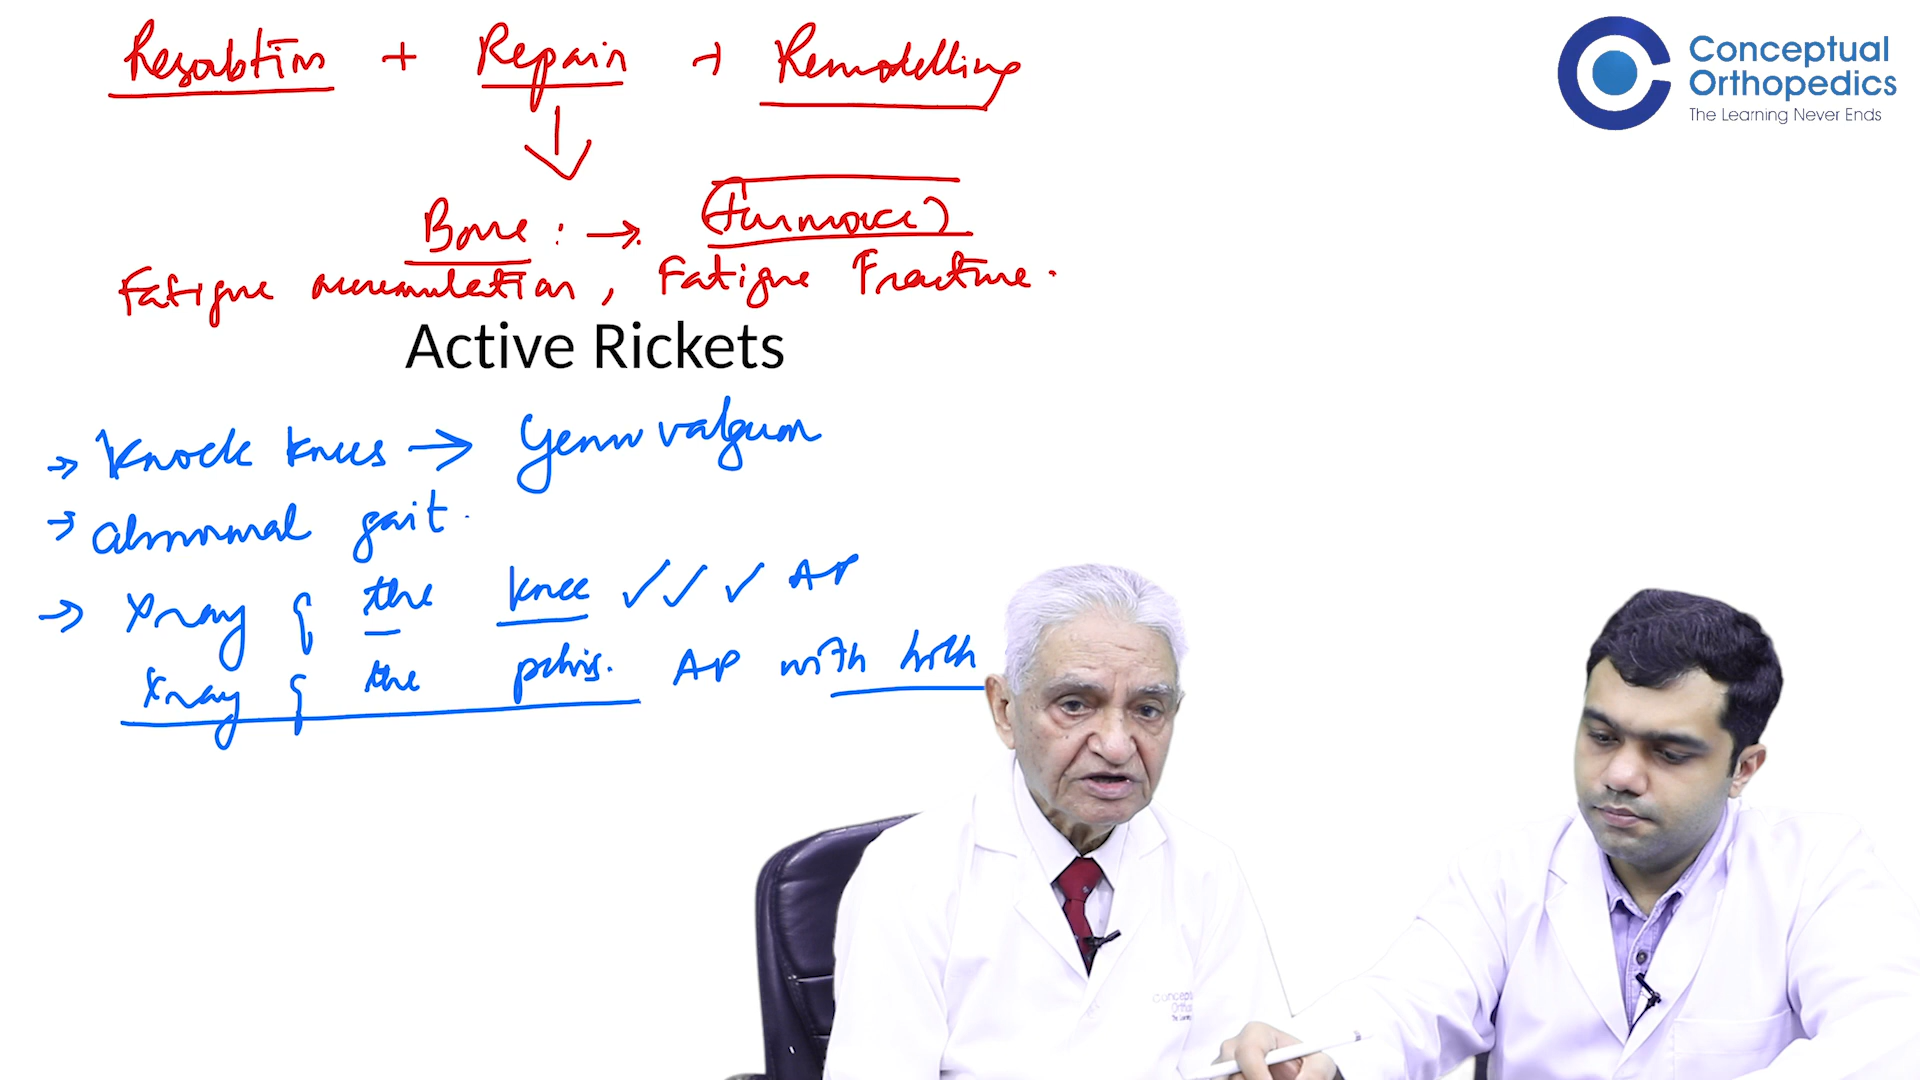 Resorbtion + Repair + Remodelling
Bone : → (Turnover)
Fatigue accumulation, Fatigue Fracture.
Active Rickets
→ Knock knees → Genu valgum
→ abnormal gait.
→ Xray of the knee ✓✓ ✓ AP
Xray of the pelvis. AP with both
Conceptual
Orthopedics
The Learning Never Ends